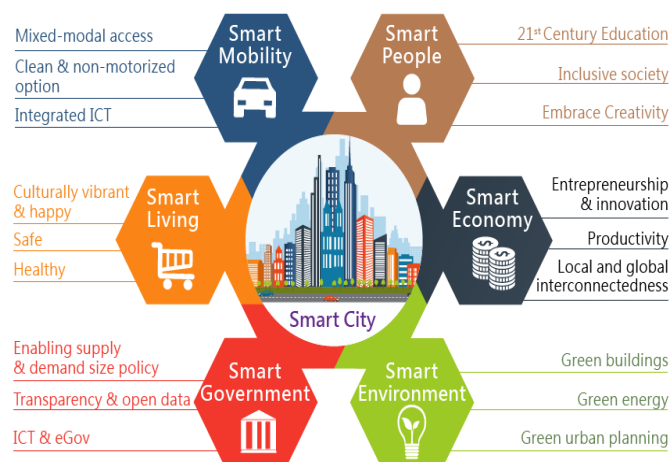 Mixed-modal access
Clean & non-motorized
option
Integrated ICT
Smart
Mobility
Smart
People
21st Century Education
Inclusive society
Embrace Creativity
Culturally vibrant
& happy
Safe
Healthy
Smart
Living
Smart
Economy
Entrepreneurship
& innovation
Productivity
Local and global
interconnectedness
Smart City
Enabling supply
& demand size policy
Transparency & open data
ICT & eGov
Smart
Government
Smart
Environment
Green buildings
Green energy
Green urban planning